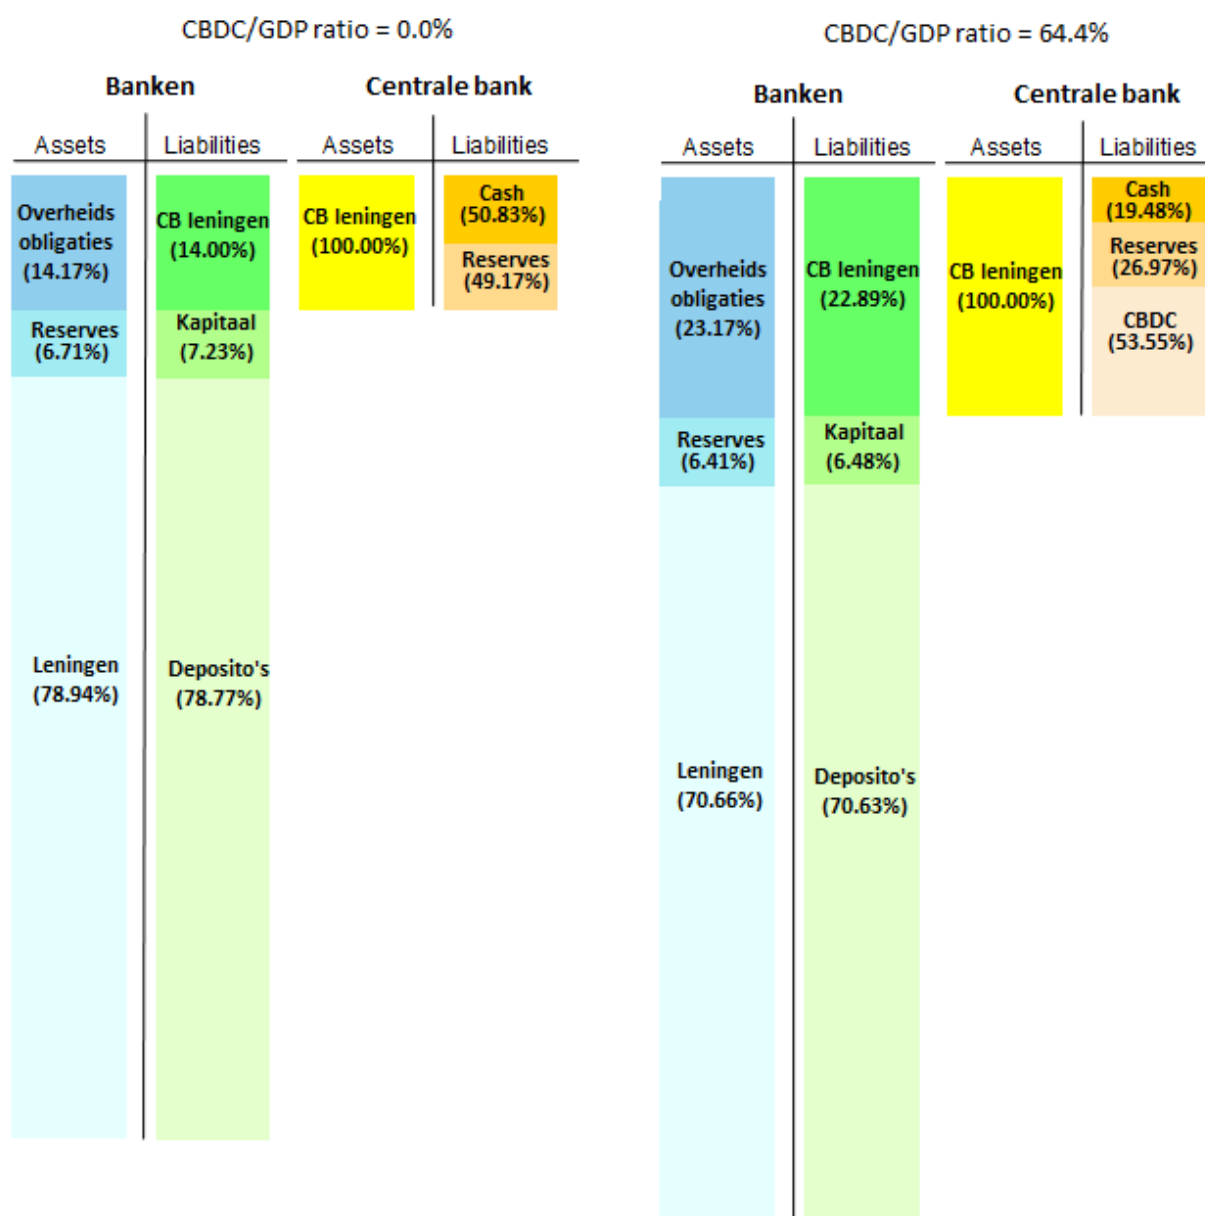 CBDC/GDP ratio = 0.0%
Banken
Centrale bank
Assets
Liabilities
Assets
Liabilities
Overheids
obligaties
(14.17%)
CB leningen
(14.00%)
CB leningen
(100.00%)
Cash
(50.83%)
Reserves
(49.17%)
Reserves
(6.71%)
Kapitaal
(7.23%)
Leningen
(78.94%)
Deposito's
(78.77%)
CBDC/GDP ratio = 64.4%
Banken
Centrale bank
Assets
Liabilities
Assets
Liabilities
Overheids
obligaties
(23.17%)
CB leningen
(22.89%)
CB leningen
(100.00%)
Cash
(19.48%)
Reserves
(26.97%)
CBDC
(53.55%)
Reserves
(6.41%)
Kapitaal
(6.48%)
Leningen
(70.66%)
Deposito's
(70.63%)